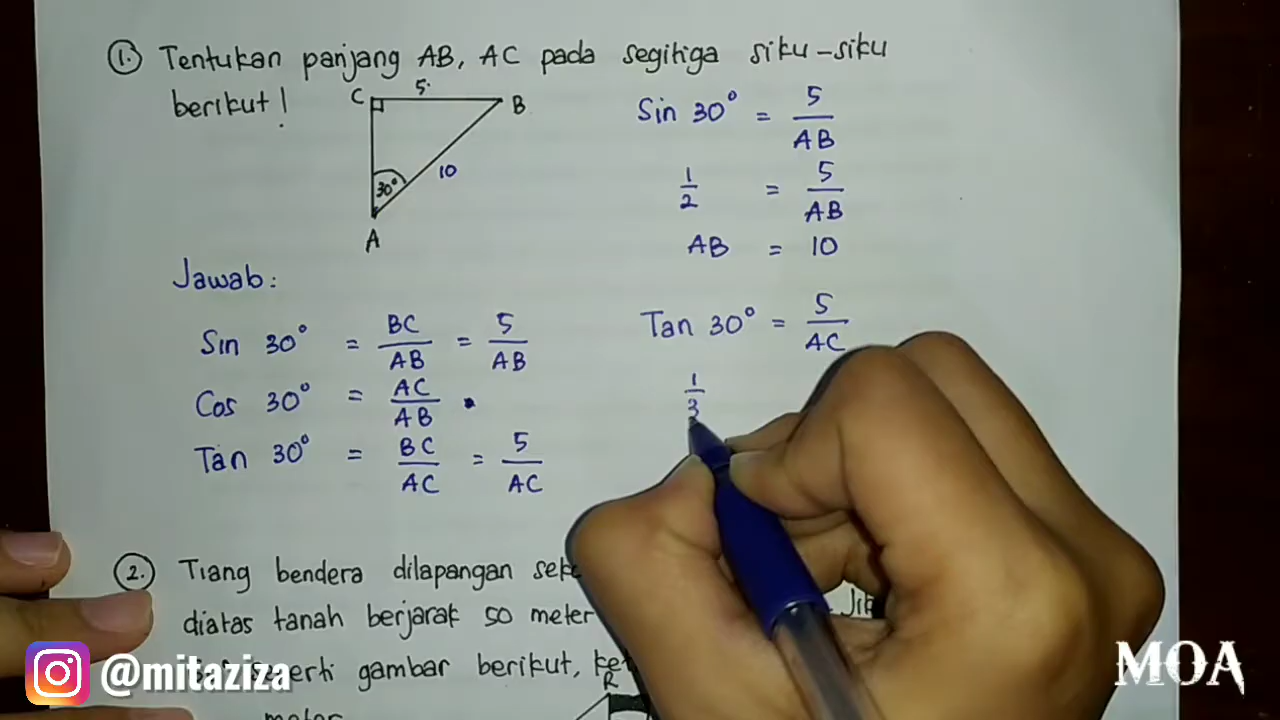 1. Tentukan panjang AB, AC pada segitiga siku-siku
berikut!
C 5 B
10
30°
A
Jawab:
Sin 30° = BC/AB = 5/AB
Cos 30° = AC/AB
Tan 30° = BC/AC = 5/AC
Sin 30° = 5/AB
1/2 = 5/AB
AB = 10
Tan 30° = 5/AC
1/3
2. Tiang bendera dilapangan
diatas tanah berjarak 50 meter
seperti gambar berikut,
R
meter
@mitaziza
MOA